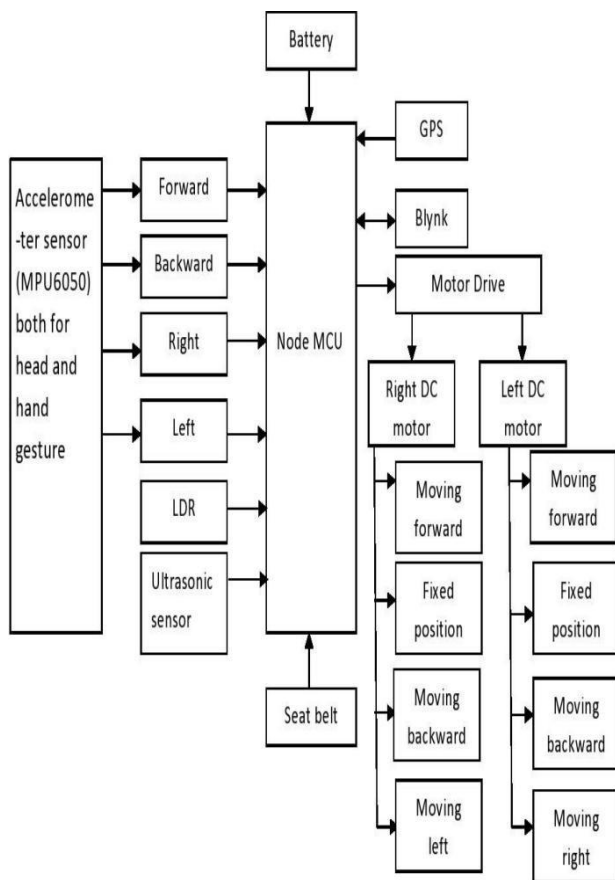 Battery
GPS
Accelerome
-ter sensor
(MPU6050)
both for
head and
hand
gesture
Forward
Backward
Right
Left
LDR
Ultrasonic
sensor
Node MCU
Seat belt
Blynk
Motor Drive
Right DC
motor
Moving
forward
Fixed
position
Moving
backward
Moving
left
Left DC
motor
Moving
forward
Fixed
position
Moving
backward
Moving
right